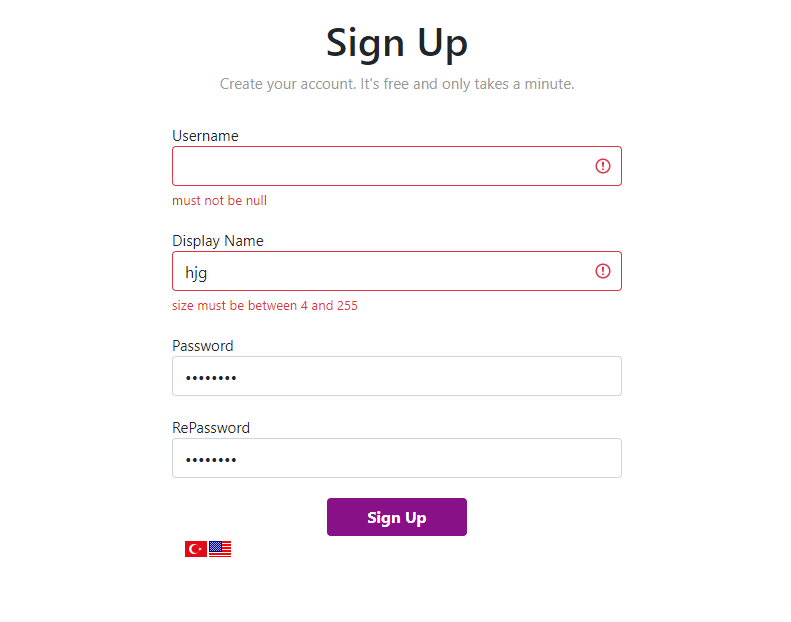 Sign Up
Create your account. It's free and only takes a minute.
Username
must not be null
Display Name
hjg
size must be between 4 and 255
Password
••••••••
RePassword
••••••••
Sign Up